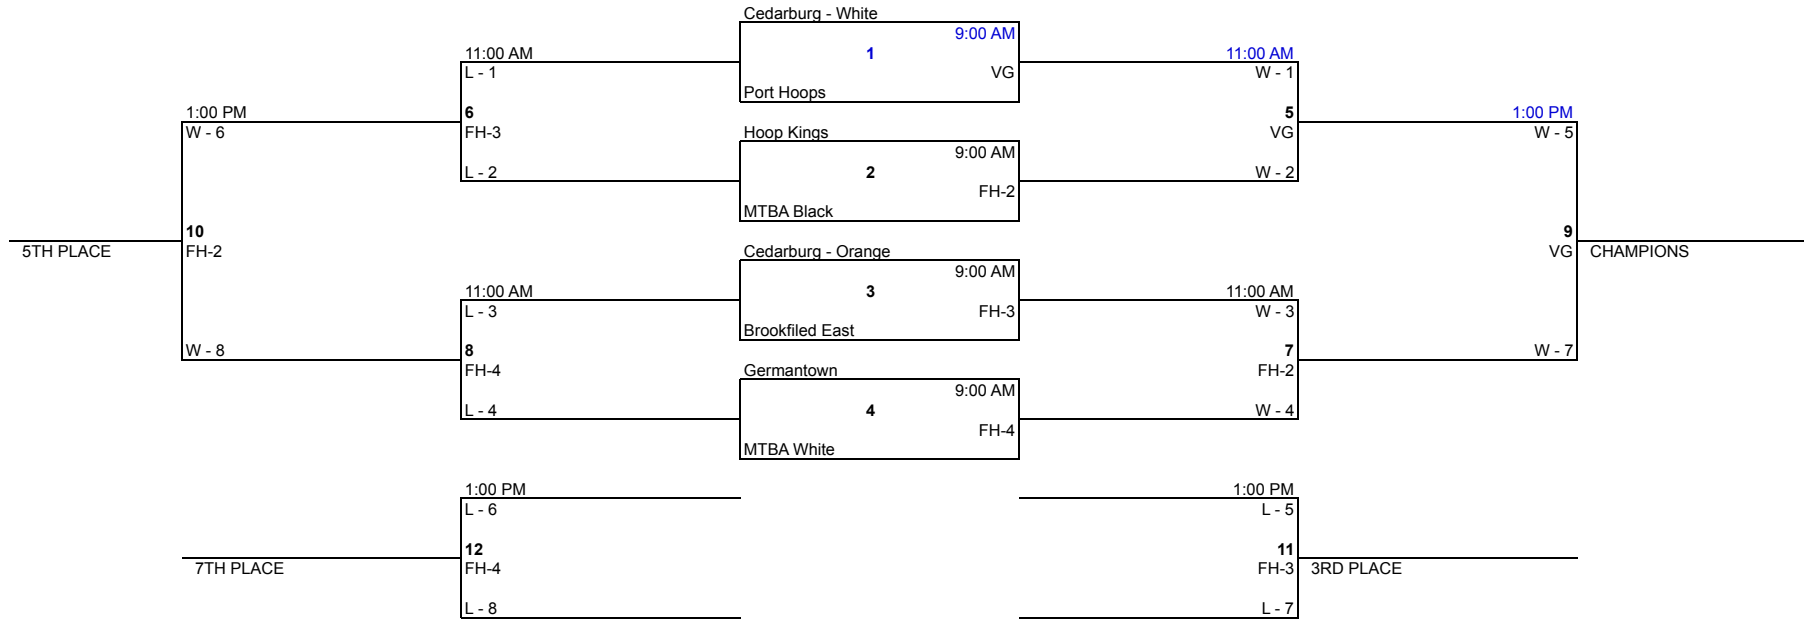 Cedarburg - White
9:00 AM
11:00 AM
1
11:00 AM
L - 1
VG
W - 1
Port Hoops
1:00 PM
6
5
1:00 PM
W - 6
FH-3
Hoop Kings
VG
W - 5
9:00 AM
L - 2
2
W - 2
FH-2
MTBA Black
10
9
5TH PLACE
FH-2
Cedarburg - Orange
VG
CHAMPIONS
9:00 AM
11:00 AM
3
11:00 AM
L - 3
FH-3
W - 3
Brookfiled East
W - 8
8
7
W - 7
FH-4
Germantown
FH-2
9:00 AM
L - 4
4
W - 4
FH-4
MTBA White
1:00 PM
1:00 PM
L - 6
L - 5
12
11
7TH PLACE
FH-4
FH-3
3RD PLACE
L - 8
L - 7